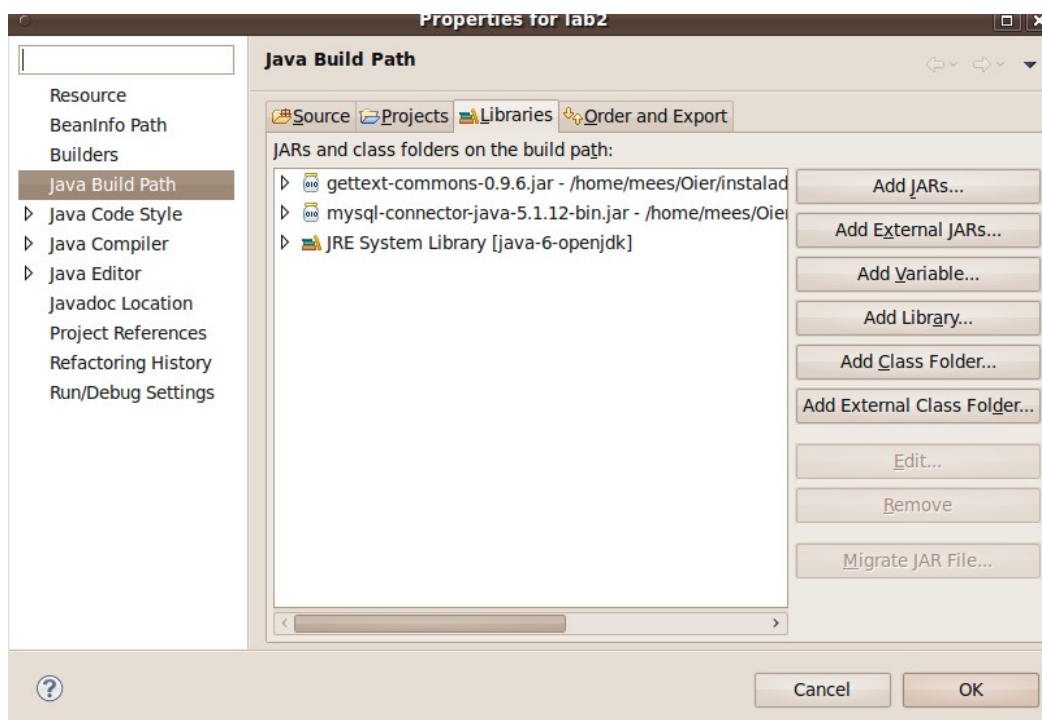 Properties for lab2
Java Build Path
Resource
BeanInfo Path
Builders
Java Build Path
Java Code Style
Java Compiler
Java Editor
Javadoc Location
Project References
Refactoring History
Run/Debug Settings
Source Projects Libraries Order and Export
JARs and class folders on the build path:
gettext-commons-0.9.6.jar - /home/mees/Oier/instalad
mysql-connector-java-5.1.12-bin.jar - /home/mees/Oier
JRE System Library [java-6-openjdk]
Add JARs...
Add External JARs...
Add Variable...
Add Library...
Add Class Folder...
Add External Class Folder...
Edit...
Remove
Migrate JAR File...
Cancel OK